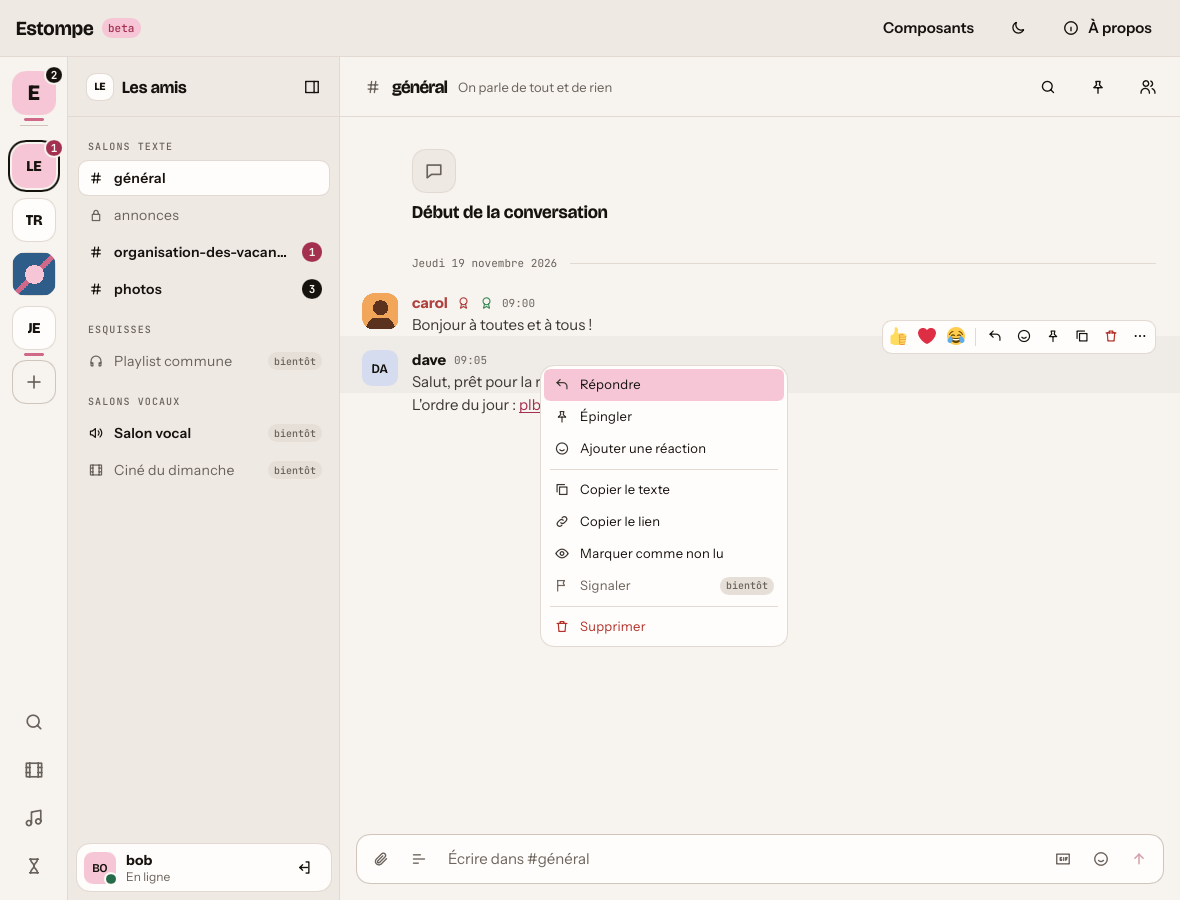 Estompe beta
Composants
À propos
E
2
LE
1
TR
JE
LE Les amis
SALONS TEXTE
# général
annonces
# organisation-des-vacan… 1
# photos 3
ESQUISSES
Playlist commune bientôt
SALONS VOCAUX
Salon vocal bientôt
Ciné du dimanche bientôt
BO
bob
En ligne
# général On parle de tout et de rien
Début de la conversation
Jeudi 19 novembre 2026
carol 09:00
Bonjour à toutes et à tous !
DA
dave 09:05
Salut, prêt pour la
L'ordre du jour : plb
Répondre
Épingler
Ajouter une réaction
Copier le texte
Copier le lien
Marquer comme non lu
Signaler bientôt
Supprimer
Écrire dans #général
GIF